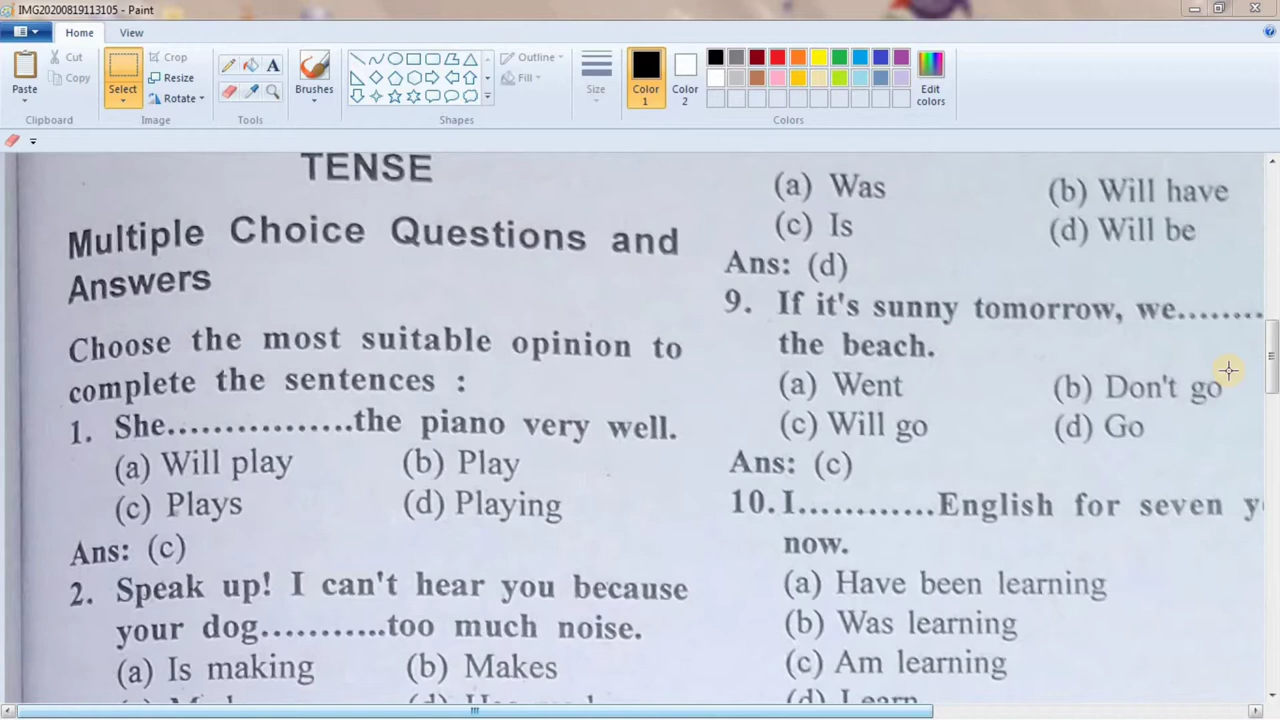 IMG20200819113105 - Paint
Home View
Paste
Cut
Copy
Clipboard
Select
Crop
Resize
Rotate
Image
A
Tools
Brushes
Outline
Fill
Shapes
Size
Color 1
Color 2
Edit colors
Colors
TENSE
Multiple Choice Questions and
Answers
Choose the most suitable opinion to
complete the sentences :
1. She................the piano very well.
(a) Will play (b) Play
(c) Plays (d) Playing
Ans: (c)
2. Speak up! I can't hear you because
your dog...........too much noise.
(a) Is making (b) Makes
(a) Was (b) Will have
(c) Is (d) Will be
Ans: (d)
9. If it's sunny tomorrow, we........
the beach.
(a) Went (b) Don't go
(c) Will go (d) Go
Ans: (c)
10. I............English for seven y
now.
(a) Have been learning
(b) Was learning
(c) Am learning
(d) Learn